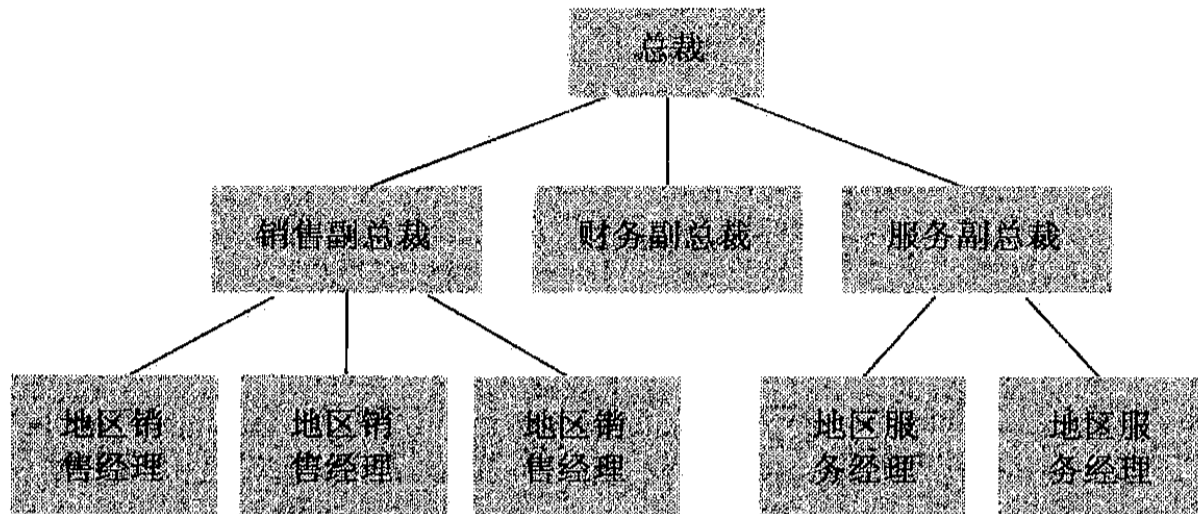 总裁
销售副总裁
财务副总裁
服务副总裁
地区销
售经理
地区销
售经理
地区销
售经理
地区服
务经理
地区服
务经理